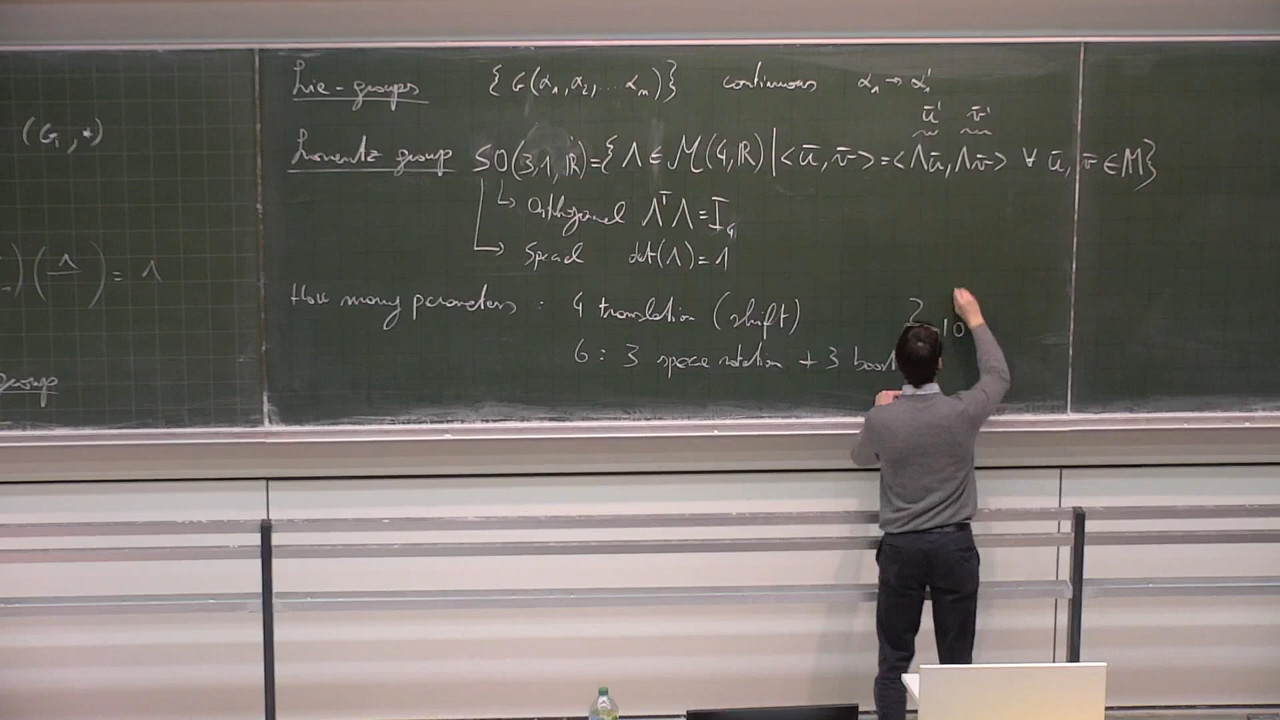 (G, *)
) ( Λ ) = Λ
group
Lie-groups {G(α₁, α₂, ... αₙ)} continuous α₁ → α₁'
ū' v̄'
Lorentz group SO(3,1,ℝ) = {Λ ∈ M(4,ℝ) | <ū, v̄> = <Λū, Λv̄> ∀ ū, v̄ ∈ M}
↳ Orthogonal ΛᵀΛ = I₄
↳ Special det(Λ) = 1
How many parameters : 4 translation (shift)
10
6 : 3 space rotation + 3 boost